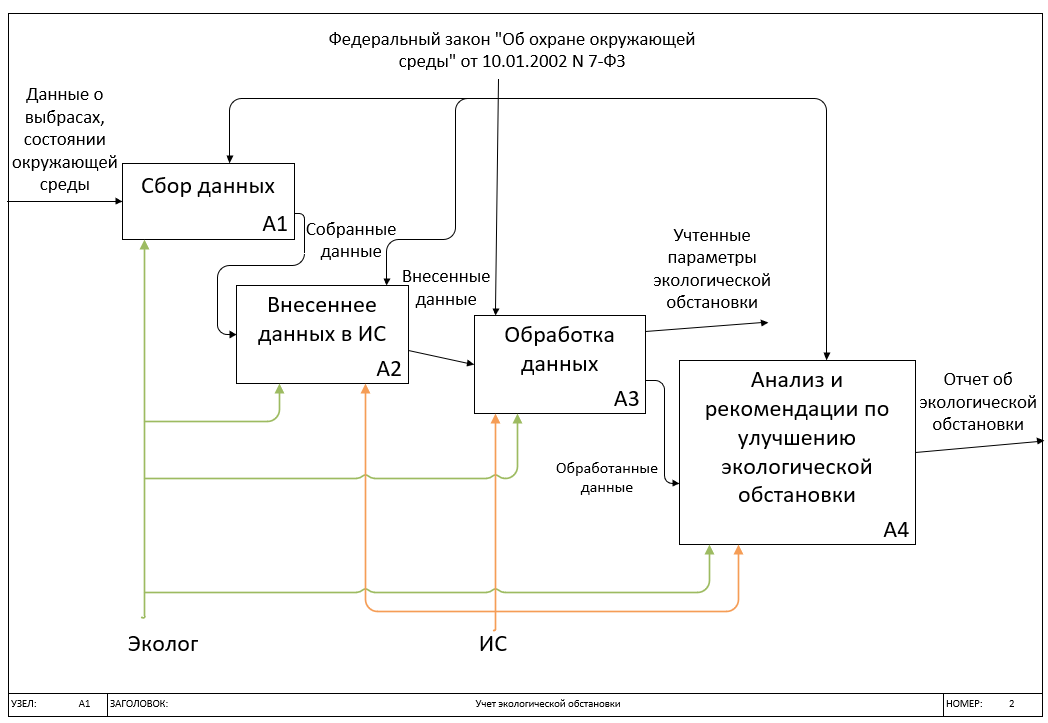 Федеральный закон "Об охране окружающей
среды" от 10.01.2002 N 7-ФЗ
Данные о
выбрасах,
состоянии
окружающей
среды
Сбор данных
A1
Собранные
данные
Внесеннее
данных в ИС
A2
Внесенные
данные
Обработка
данных
A3
Учтенные
параметры
экологической
обстановки
Обработанные
данные
Анализ и
рекомендации по
улучшению
экологической
обстановки
A4
Отчет об
экологической
обстановки
Эколог
ИС
УЗЕЛ: A1 ЗАГОЛОВОК: Учет экологической обстановки НОМЕР: 2